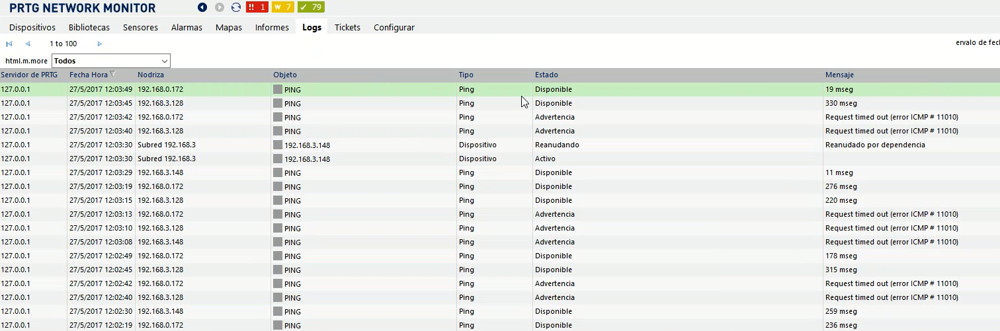 PRTG NETWORK MONITOR !! 1 W 7 ✓ 79
Dispositivos Bibliotecas Sensores Alarmas Mapas Informes Logs Tickets Configurar
1 to 100 ervalo de fec
html.m.more Todos
Servidor de PRTG Fecha Hora Nodriza Objeto Tipo Estado Mensaje
127.0.0.1 27/5/2017 12:03:49 192.168.0.172 PING Ping Disponible 19 mseg
127.0.0.1 27/5/2017 12:03:45 192.168.3.128 PING Ping Disponible 330 mseg
127.0.0.1 27/5/2017 12:03:42 192.168.0.172 PING Ping Advertencia Request timed out (error ICMP # 11010)
127.0.0.1 27/5/2017 12:03:40 192.168.3.128 PING Ping Advertencia Request timed out (error ICMP # 11010)
127.0.0.1 27/5/2017 12:03:30 Subred 192.168.3 192.168.3.148 Dispositivo Reanudando Reanudado por dependencia
127.0.0.1 27/5/2017 12:03:30 Subred 192.168.3 192.168.3.148 Dispositivo Activo
127.0.0.1 27/5/2017 12:03:29 192.168.3.148 PING Ping Disponible 11 mseg
127.0.0.1 27/5/2017 12:03:19 192.168.0.172 PING Ping Disponible 276 mseg
127.0.0.1 27/5/2017 12:03:15 192.168.3.128 PING Ping Disponible 220 mseg
127.0.0.1 27/5/2017 12:03:13 192.168.0.172 PING Ping Advertencia Request timed out (error ICMP # 11010)
127.0.0.1 27/5/2017 12:03:10 192.168.3.128 PING Ping Advertencia Request timed out (error ICMP # 11010)
127.0.0.1 27/5/2017 12:03:08 192.168.3.148 PING Ping Advertencia Request timed out (error ICMP # 11010)
127.0.0.1 27/5/2017 12:02:49 192.168.0.172 PING Ping Disponible 178 mseg
127.0.0.1 27/5/2017 12:02:45 192.168.3.128 PING Ping Disponible 315 mseg
127.0.0.1 27/5/2017 12:02:42 192.168.0.172 PING Ping Advertencia Request timed out (error ICMP # 11010)
127.0.0.1 27/5/2017 12:02:40 192.168.3.128 PING Ping Advertencia Request timed out (error ICMP # 11010)
127.0.0.1 27/5/2017 12:02:30 192.168.3.148 PING Ping Disponible 259 mseg
127.0.0.1 27/5/2017 12:02:19 192.168.0.172 PING Ping Disponible 236 mseg